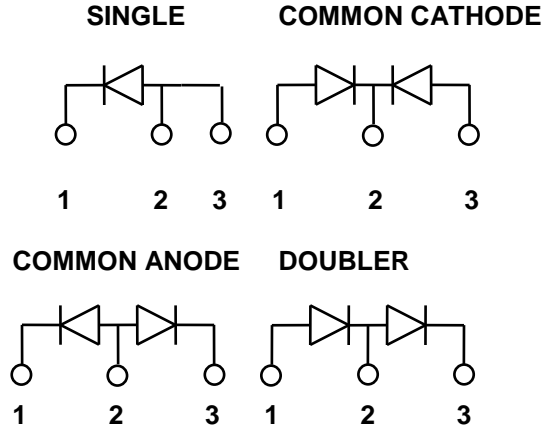 SINGLE COMMON CATHODE
1 2 3 1 2 3
COMMON ANODE DOUBLER
1 2 3 1 2 3